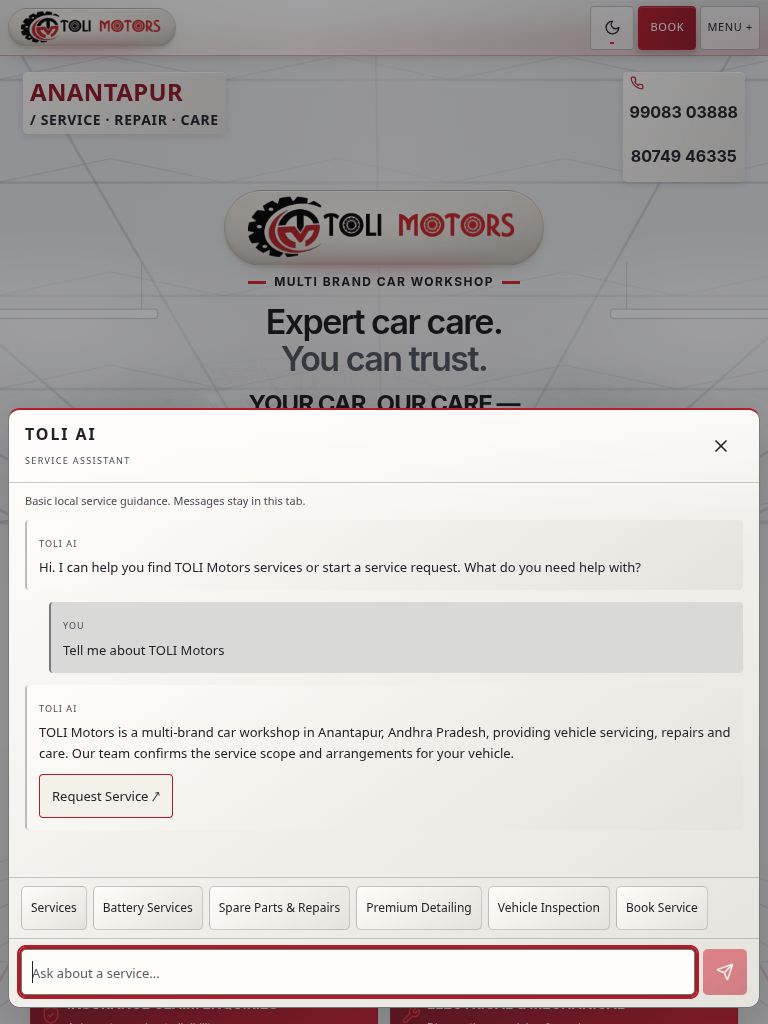 TOLI MOTORS
BOOK
MENU +
ANANTAPUR
/ SERVICE · REPAIR · CARE
99083 03888
80749 46335
TOLI MOTORS
MULTI BRAND CAR WORKSHOP
Expert car care.
You can trust.
YOUR CAR, OUR CARE —
TOLI AI
SERVICE ASSISTANT
Basic local service guidance. Messages stay in this tab.
TOLI AI
Hi. I can help you find TOLI Motors services or start a service request. What do you need help with?
YOU
Tell me about TOLI Motors
TOLI AI
TOLI Motors is a multi-brand car workshop in Anantapur, Andhra Pradesh, providing vehicle servicing, repairs and
care. Our team confirms the service scope and arrangements for your vehicle.
Request Service ↗
Services
Battery Services
Spare Parts & Repairs
Premium Detailing
Vehicle Inspection
Book Service
Ask about a service...